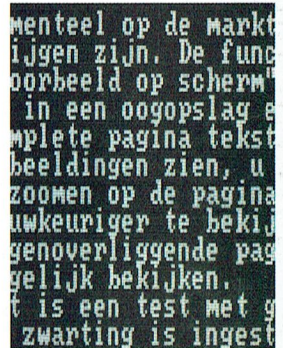 menteel op de markt
ijgen zijn. De func
oorbeeld op scherm"
in een oogopslag e
mplete pagina tekst
beeldingen zien, u
zoomen op de pagina
uwkeuriger te bekij
genoverliggende pag
gelijk bekijken.
t is een test met g
zwarting is ingest